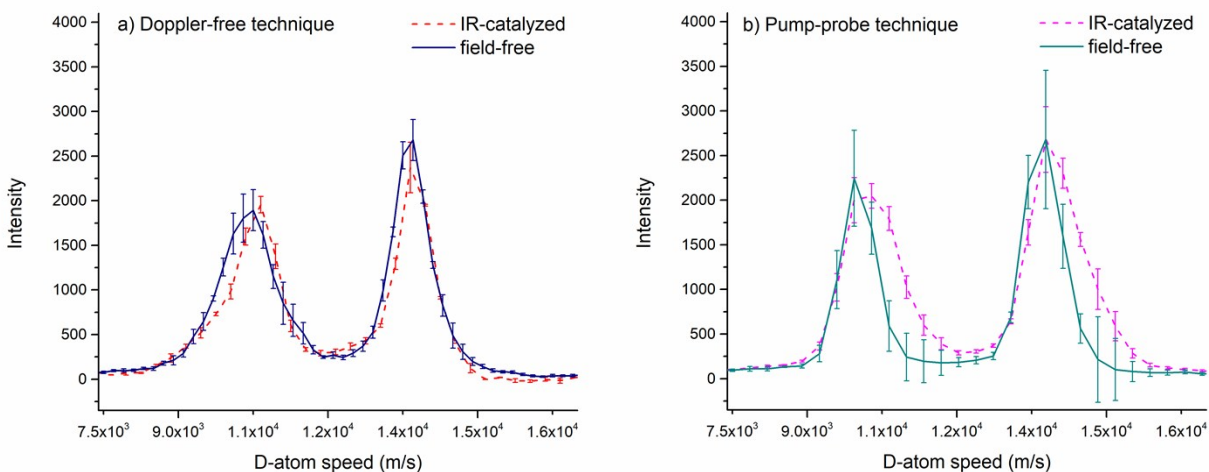 a) Doppler-free technique
IR-catalyzed
field-free
4000
3500
3000
2500
2000
1500
1000
500
0
Intensity
7.5x10³
9.0x10³
1.1x10⁴
1.2x10⁴
1.4x10⁴
1.5x10⁴
1.6x10⁴
D-atom speed (m/s)
b) Pump-probe technique
IR-catalyzed
field-free
4000
3500
3000
2500
2000
1500
1000
500
0
Intensity
7.5x10³
9.0x10³
1.1x10⁴
1.2x10⁴
1.4x10⁴
1.5x10⁴
1.6x10⁴
D-atom speed (m/s)